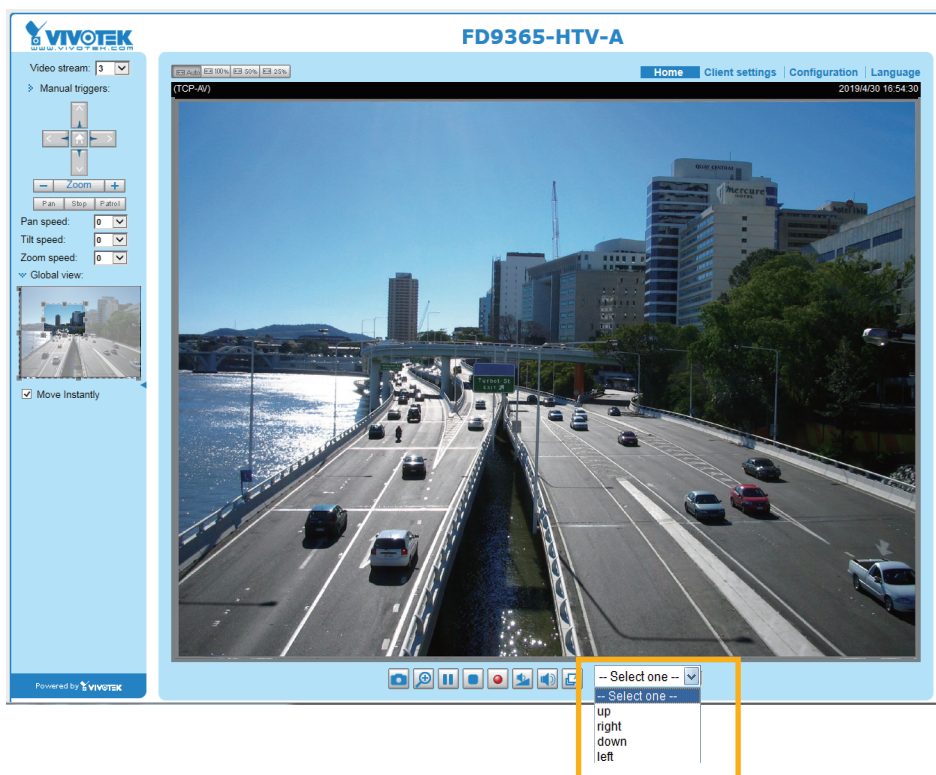 VIVOTEK
www.vivotek.com
FD9365-HTV-A
Video stream: 3
Manual triggers:
Zoom
Pan Stop Patrol
Pan speed: 0
Tilt speed: 0
Zoom speed: 0
Global view:
Move Instantly
Powered by VIVOTEK
Auto 100% 50% 25%
Home Client settings Configuration Language
(TCP-AV) 2019/4/30 16:54:30
Mercure
HOTEL
Turbot St
EXIT
-- Select one --
-- Select one --
up
right
down
left